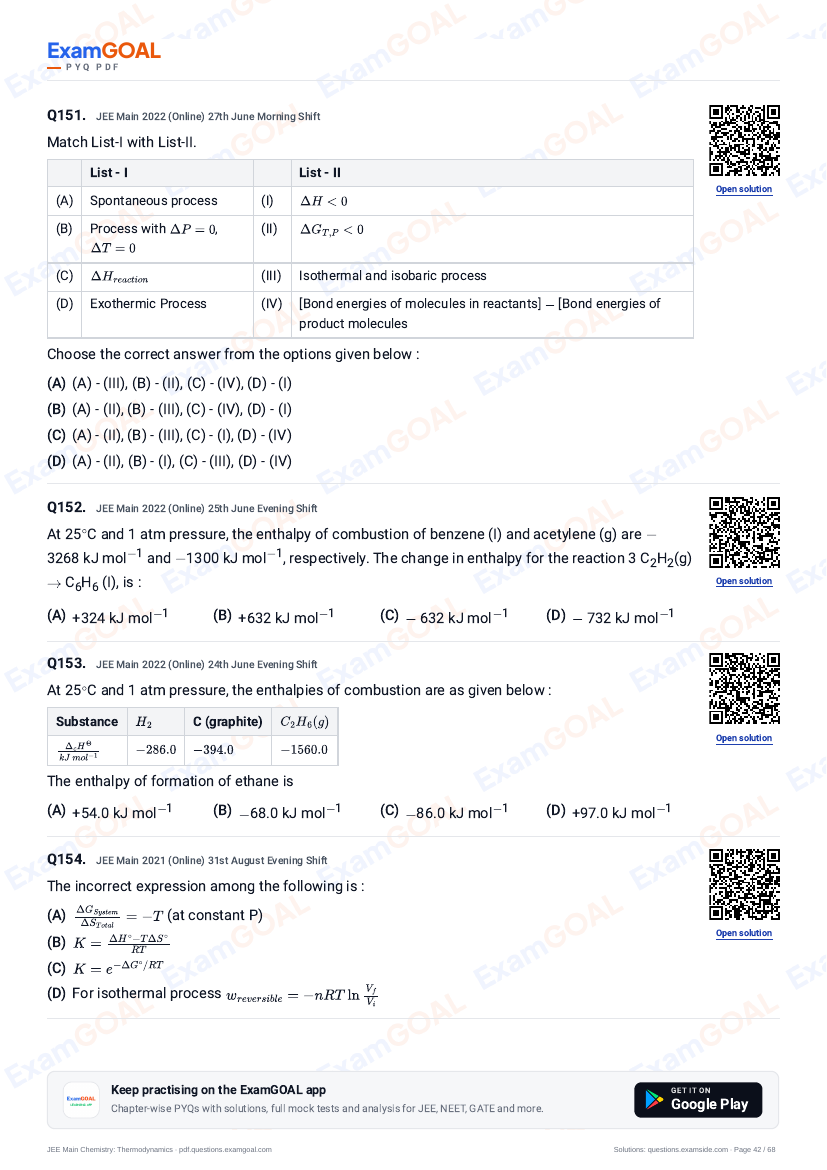 ExamGOAL
PYQ PDF
Q151. JEE Main 2022 (Online) 27th June Morning Shift
Match List-I with List-II.
List - I List - II
(A) Spontaneous process (I) ΔH < 0
(B) Process with ΔP = 0, (II) ΔG_{T,P} < 0
ΔT = 0
(C) ΔH_{reaction} (III) Isothermal and isobaric process
(D) Exothermic Process (IV) [Bond energies of molecules in reactants] – [Bond energies of
product molecules
Choose the correct answer from the options given below :
(A) (A) - (III), (B) - (II), (C) - (IV), (D) - (I)
(B) (A) - (II), (B) - (III), (C) - (IV), (D) - (I)
(C) (A) - (II), (B) - (III), (C) - (I), (D) - (IV)
(D) (A) - (II), (B) - (I), (C) - (III), (D) - (IV)
Open solution
Q152. JEE Main 2022 (Online) 25th June Evening Shift
At 25°C and 1 atm pressure, the enthalpy of combustion of benzene (l) and acetylene (g) are −
3268 kJ mol⁻¹ and −1300 kJ mol⁻¹, respectively. The change in enthalpy for the reaction 3 C₂H₂(g)
→ C₆H₆ (l), is :
(A) +324 kJ mol⁻¹ (B) +632 kJ mol⁻¹ (C) − 632 kJ mol⁻¹ (D) − 732 kJ mol⁻¹
Open solution
Q153. JEE Main 2022 (Online) 24th June Evening Shift
At 25°C and 1 atm pressure, the enthalpies of combustion are as given below :
Substance H₂ C (graphite) C₂H₆(g)
Δ_cH^Θ / kJ mol⁻¹ −286.0 −394.0 −1560.0
The enthalpy of formation of ethane is
(A) +54.0 kJ mol⁻¹ (B) −68.0 kJ mol⁻¹ (C) −86.0 kJ mol⁻¹ (D) +97.0 kJ mol⁻¹
Open solution
Q154. JEE Main 2021 (Online) 31st August Evening Shift
The incorrect expression among the following is :
(A) ΔG_{System} / ΔS_{Total} = −T (at constant P)
(B) K = (ΔH° − TΔS°) / RT
(C) K = e^{−ΔG°/RT}
(D) For isothermal process w_{reversible} = −nRT ln V_f / V_i
Open solution
Keep practising on the ExamGOAL app
Chapter-wise PYQs with solutions, full mock tests and analysis for JEE, NEET, GATE and more.
GET IT ON
Google Play
JEE Main Chemistry: Thermodynamics · pdf.questions.examgoal.com Solutions: questions.examside.com · Page 42 / 68